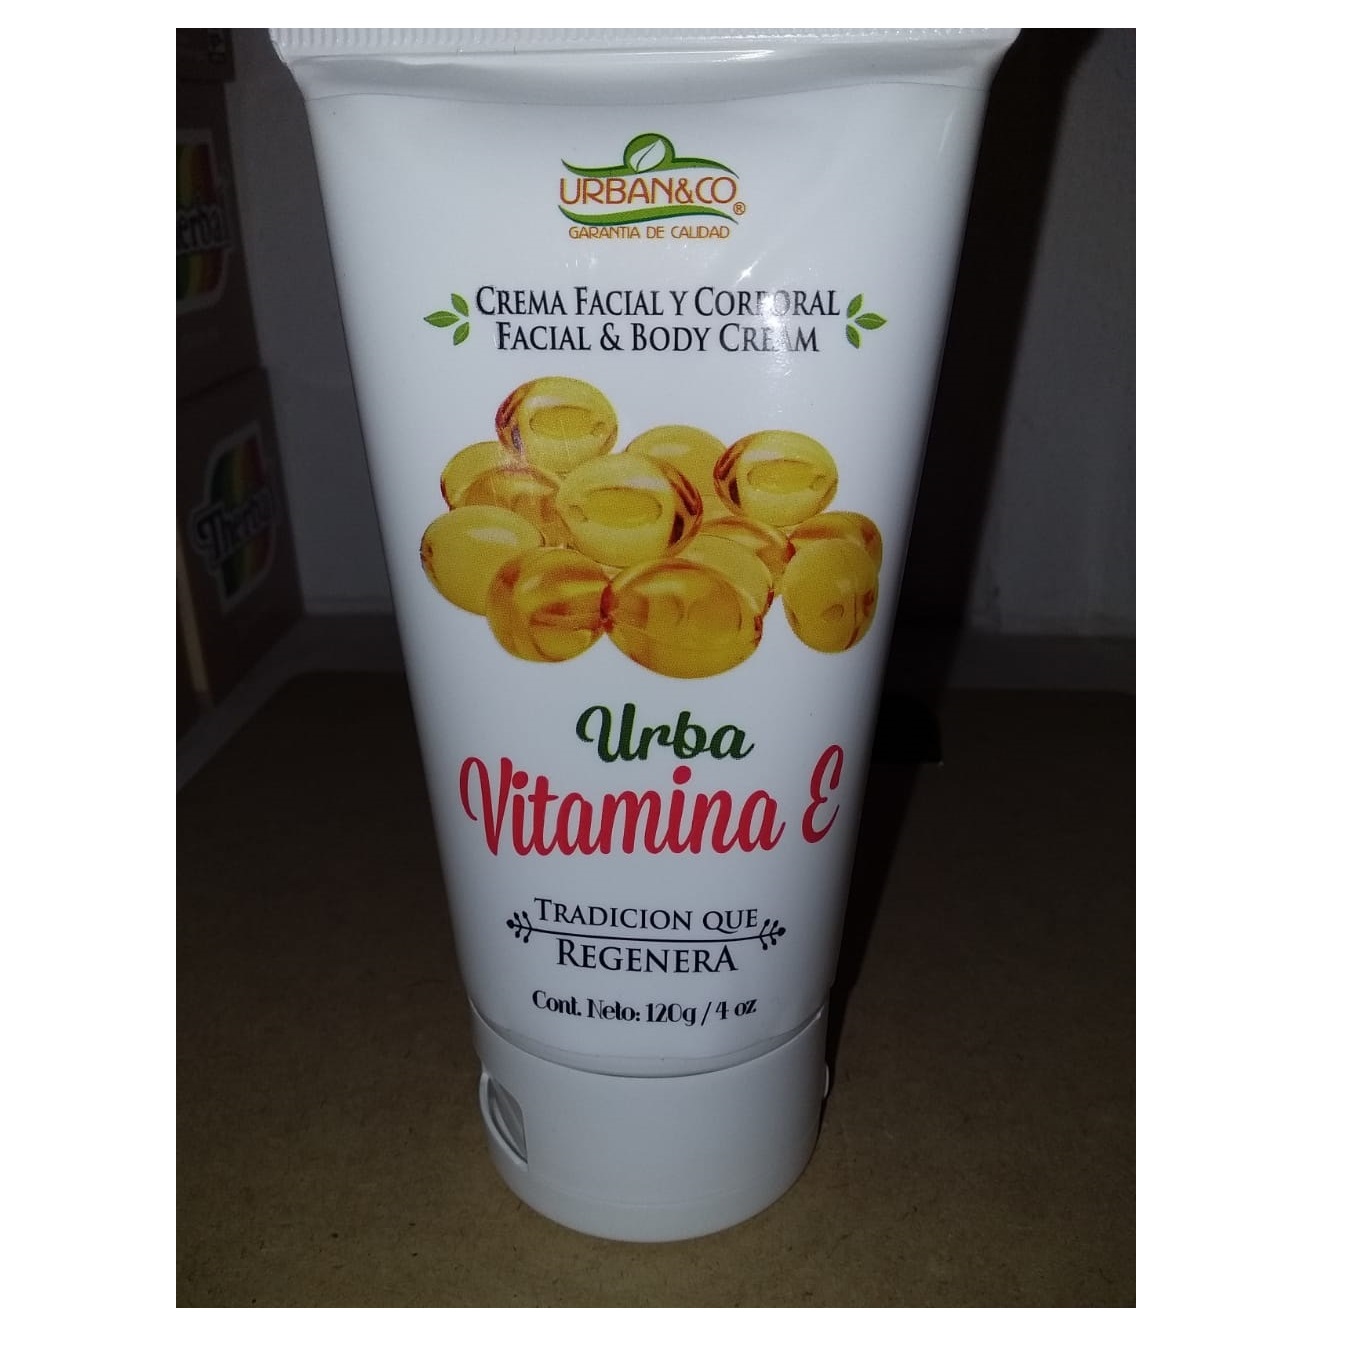 URBAN&CO®
GARANTIA DE CALIDAD
CREMA FACIAL Y CORPORAL
FACIAL & BODY CREAM
Urba
Vitamina E
TRADICION QUE
REGENERA
Cont. Neto: 120g / 4 oz